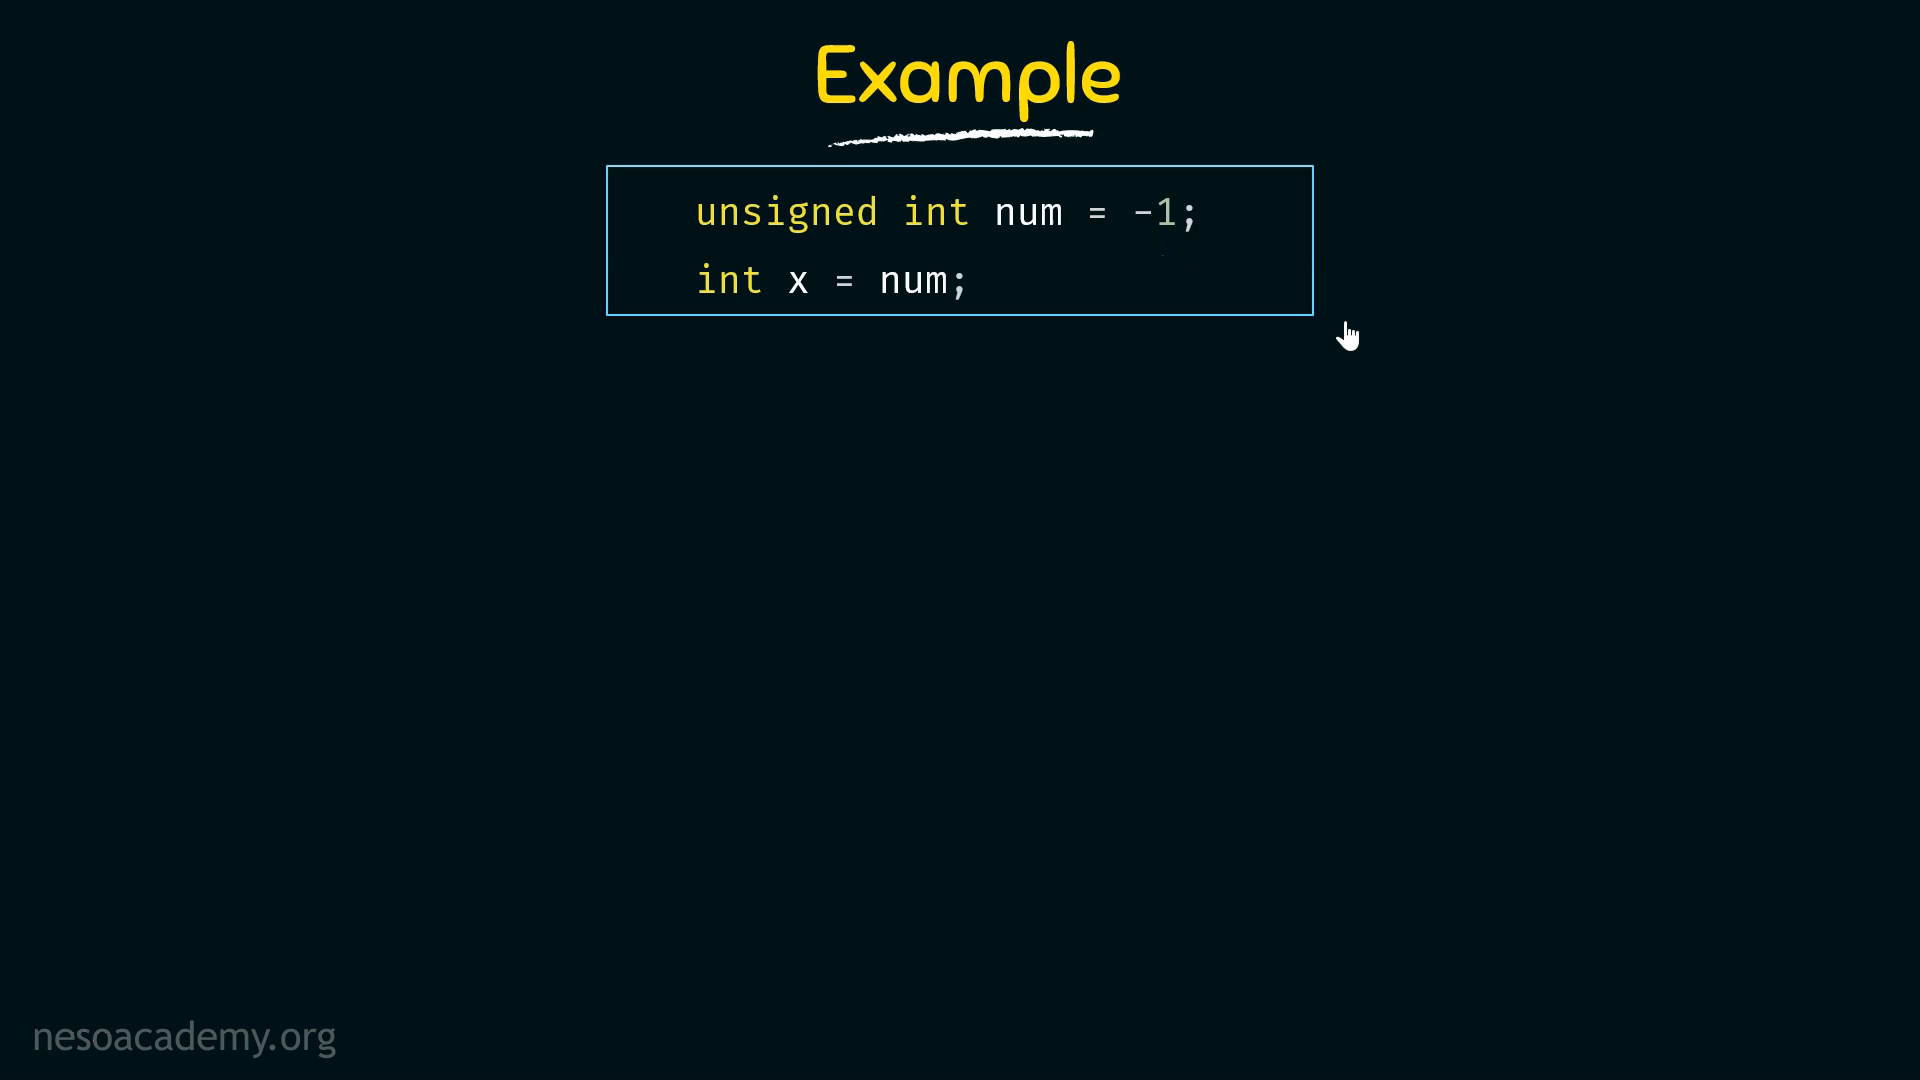 Example
unsigned int num = -1;
int x = num;
nesoacademy.org